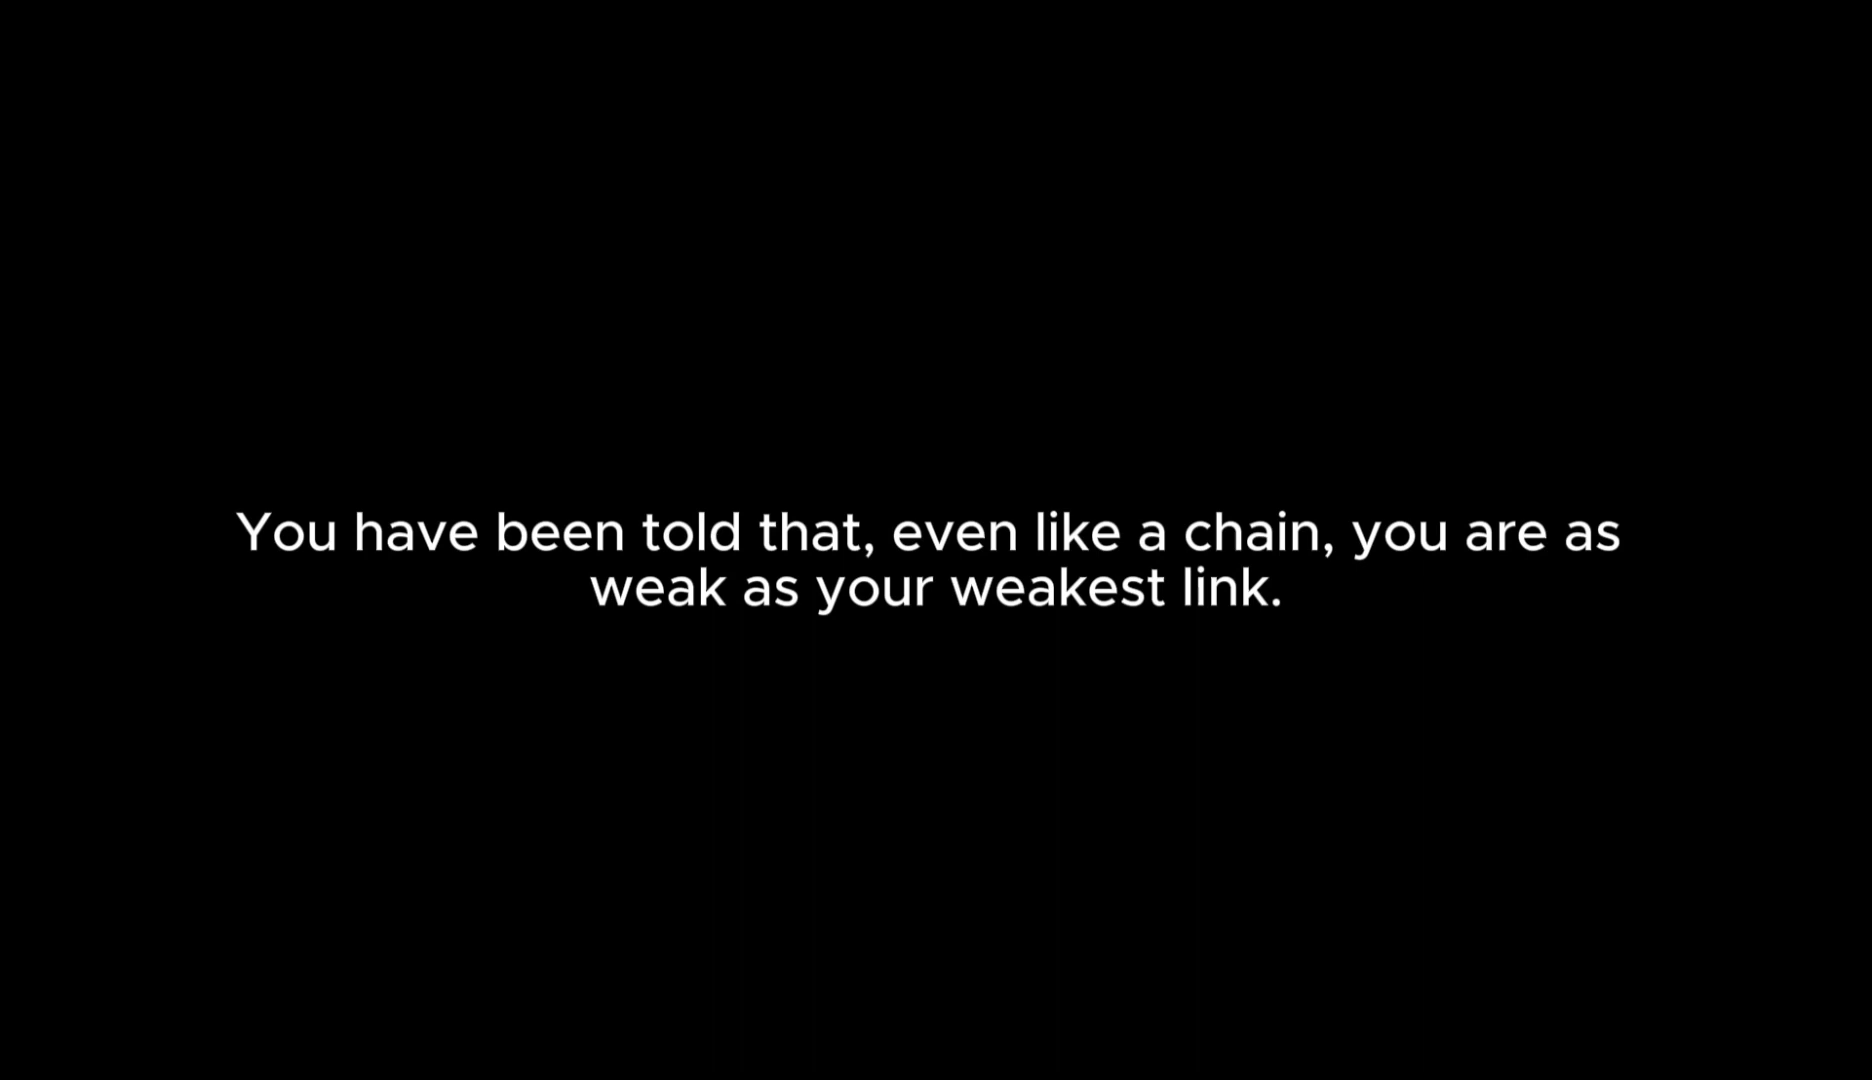 You have been told that, even like a chain, you are as
weak as your weakest link.